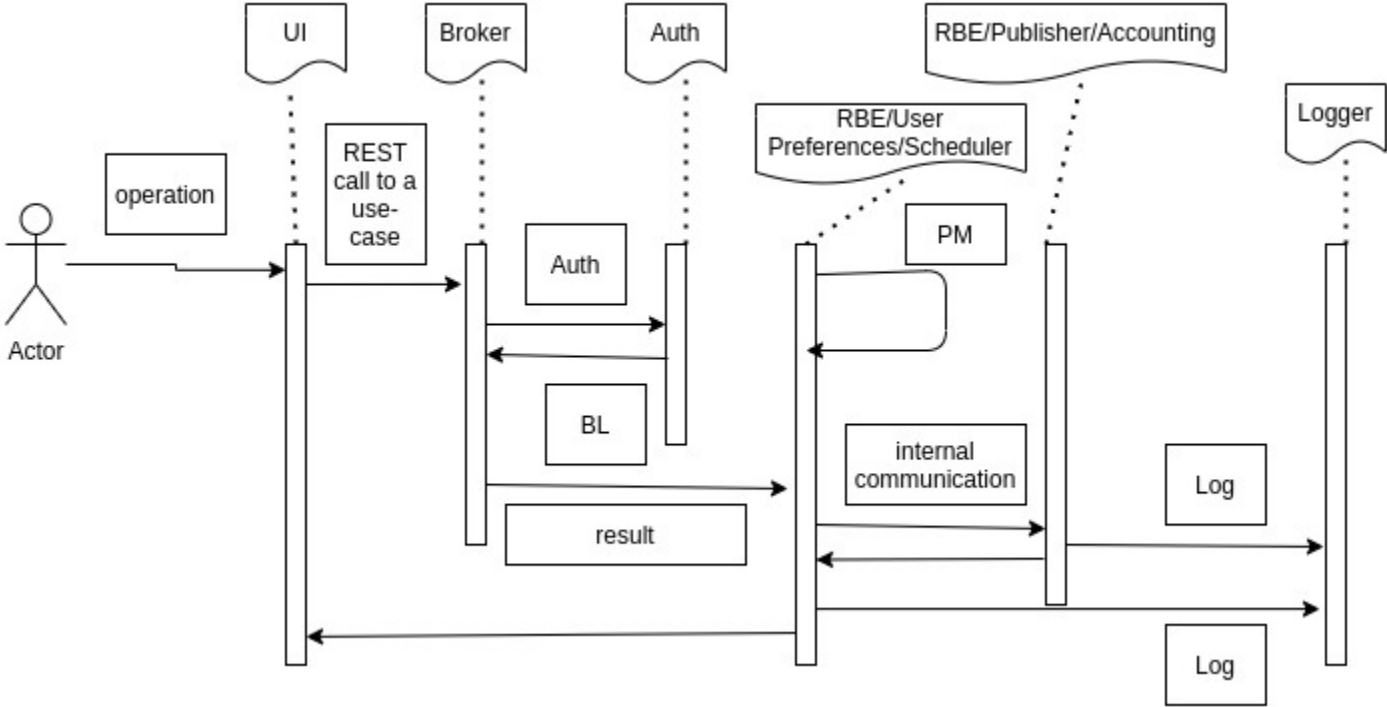 UI
Broker
Auth
RBE/Publisher/Accounting
RBE/User
Preferences/Scheduler
Logger
operation
REST
call to a
use-
case
Auth
PM
Actor
BL
internal
communication
Log
result
Log